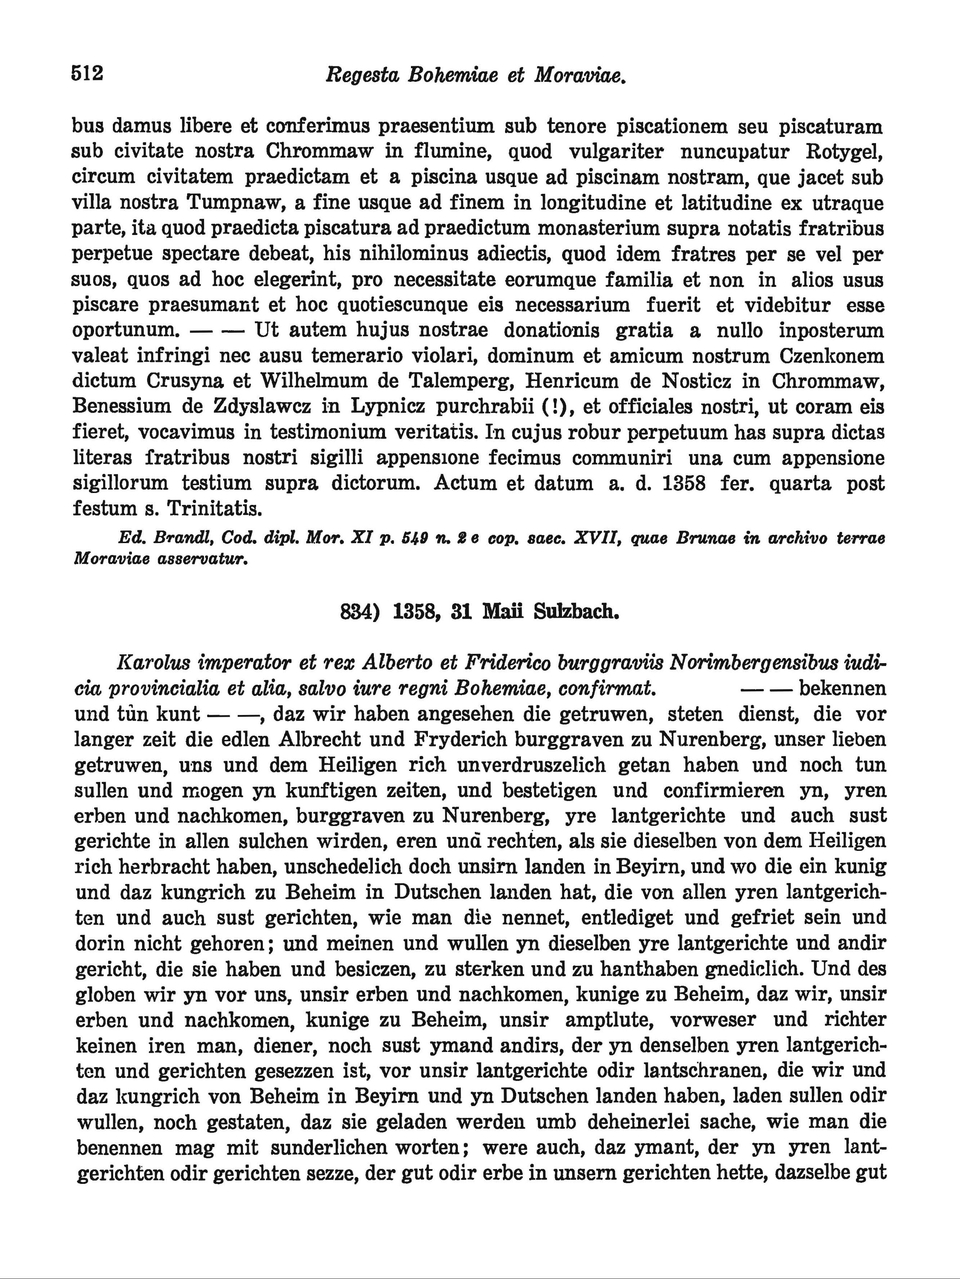 512 Regesta Bohemiae et Moraviae.
bus damus libere et conferimus praesentium sub tenore piscationem seu piscaturam
sub civitate nostra Chrommaw in flumine, quod vulgariter nuncupatur Rotygel,
circum civitatem praedictam et a piscina usque ad piscinam nostram, que jacet sub
villa nostra Tumpnaw, a fine usque ad finem in longitudine et latitudine ex utraque
parte, ita quod praedicta piscatura ad praedictum monasterium supra notatis fratribus
perpetue spectare debeat, his nihilominus adiectis, quod idem fratres per se vel per
suos, quos ad hoc elegerint, pro necessitate eorumque familia et non in alios usus
piscare praesumant et hoc quotiescunque eis necessarium fuerit et videbitur esse
oportunum. — — Ut autem hujus nostrae donationis gratia a nullo inposterum
valeat infringi nec ausu temerario violari, dominum et amicum nostrum Czenkonem
dictum Crusyna et Wilhelmum de Talemperg, Henricum de Nosticz in Chrommaw,
Benessium de Zdyslawcz in Lypnicz purchrabii (!), et officiales nostri, ut coram eis
fieret, vocavimus in testimonium veritatis. In cujus robur perpetuum has supra dictas
literas fratribus nostri sigilli appensione fecimus communiri una cum appensione
sigillorum testium supra dictorum. Actum et datum a. d. 1358 fer. quarta post
festum s. Trinitatis.
Ed. Brandl, Cod. dipl. Mor. XI p. 549 n. 2 e cop. saec. XVII, quae Brunae in archivo terrae
Moraviae asservatur.
834) 1358, 31 Maii Sulzbach.
Karolus imperator et rex Alberto et Friderico burggraviis Norimbergensibus iudi-
cia provincialia et alia, salvo iure regni Bohemiae, confirmat. — — bekennen
und tün kunt — —, daz wir haben angesehen die getruwen, steten dienst, die vor
langer zeit die edlen Albrecht und Fryderich burggraven zu Nurenberg, unser lieben
getruwen, uns und dem Heiligen rich unverdruszelich getan haben und noch tun
sullen und mogen yn kunftigen zeiten, und bestetigen und confirmieren yn, yren
erben und nachkomen, burggraven zu Nurenberg, yre lantgerichte und auch sust
gerichte in allen sulchen wirden, eren und rechten, als sie dieselben von dem Heiligen
rich herbracht haben, unschedelich doch unsirn landen in Beyirn, und wo die ein kunig
und daz kungrich zu Beheim in Dutschen landen hat, die von allen yren lantgerich-
ten und auch sust gerichten, wie man die nennet, entlediget und gefriet sein und
dorin nicht gehoren; und meinen und wullen yn dieselben yre lantgerichte und andir
gericht, die sie haben und besiczen, zu sterken und zu hanthaben gnediclich. Und des
globen wir yn vor uns, unsir erben und nachkomen, kunige zu Beheim, daz wir, unsir
erben und nachkomen, kunige zu Beheim, unsir amptlute, vorweser und richter
keinen iren man, diener, noch sust ymand andirs, der yn denselben yren lantgerich-
ten und gerichten gesezzen ist, vor unsir lantgerichte odir lantschranen, die wir und
daz kungrich von Beheim in Beyirn und yn Dutschen landen haben, laden sullen odir
wullen, noch gestaten, daz sie geladen werden umb deheinerlei sache, wie man die
benennen mag mit sunderlichen worten; were auch, daz ymant, der yn yren lant-
gerichten odir gerichten sezze, der gut odir erbe in unsern gerichten hette, dazselbe gut